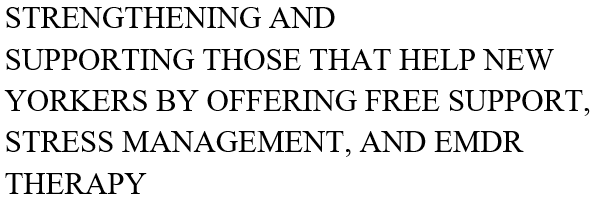 STRENGTHENING AND
SUPPORTING THOSE THAT HELP NEW
YORKERS BY OFFERING FREE SUPPORT,
STRESS MANAGEMENT, AND EMDR
THERAPY